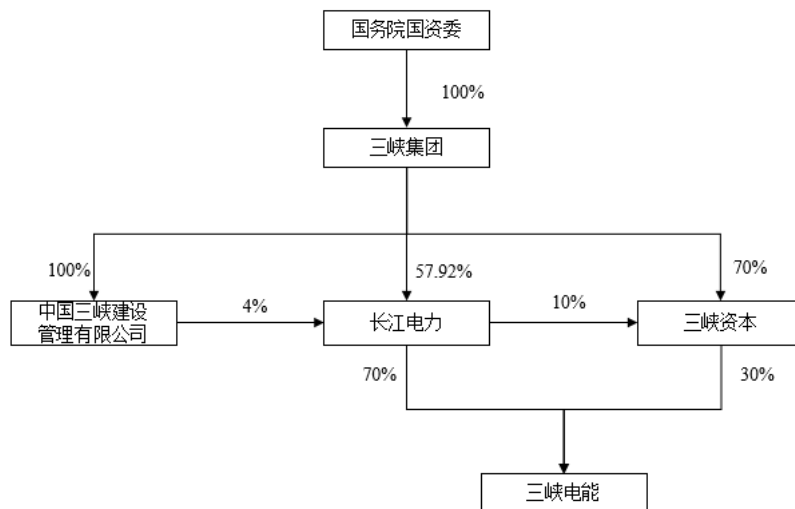 国务院国资委
100%
三峡集团
100%
57.92%
70%
中国三峡建设
管理有限公司
4%
长江电力
10%
三峡资本
70%
30%
三峡电能